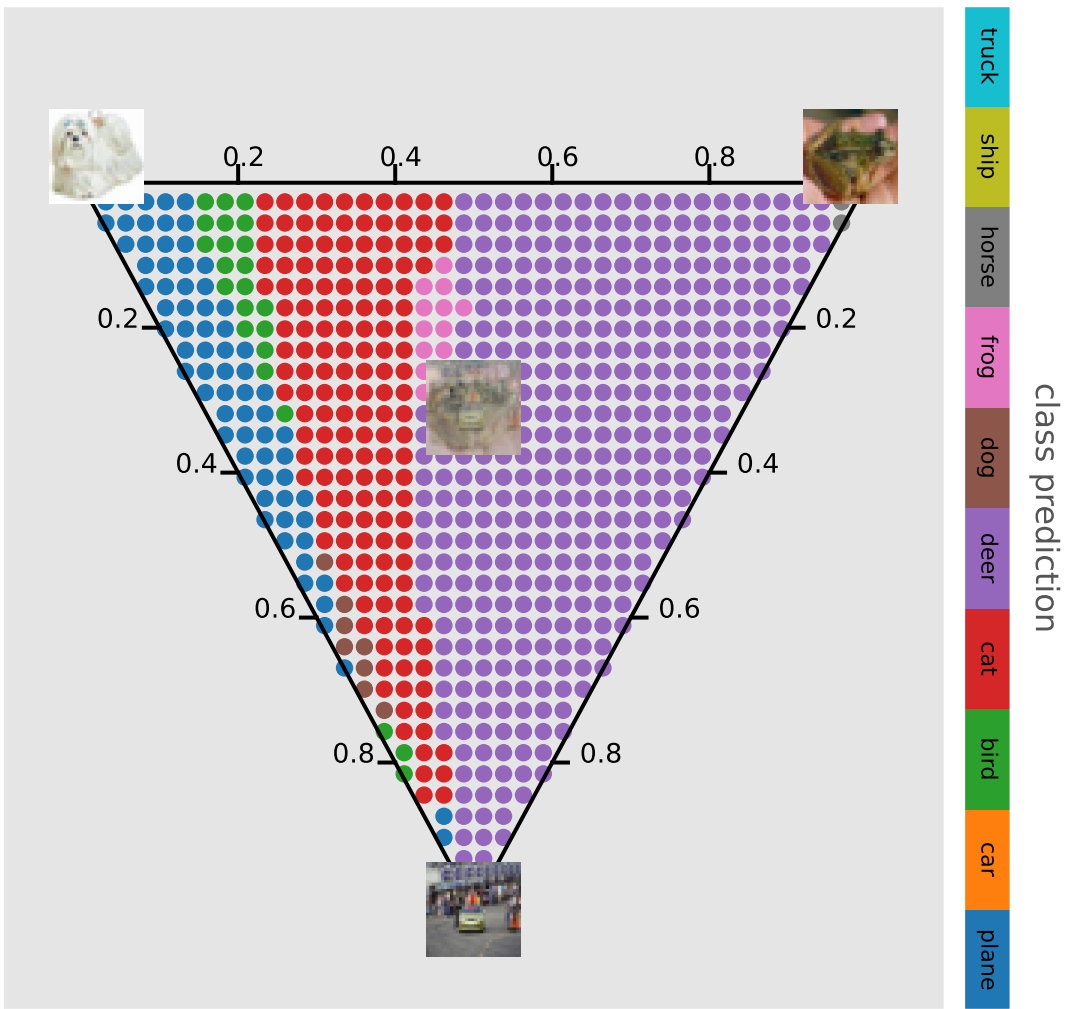 0.2 0.4 0.6 0.8
0.2 0.2
0.4 0.4
0.6 0.6
0.8 0.8
truck
ship
horse
frog
dog
deer
cat
bird
car
plane
class prediction